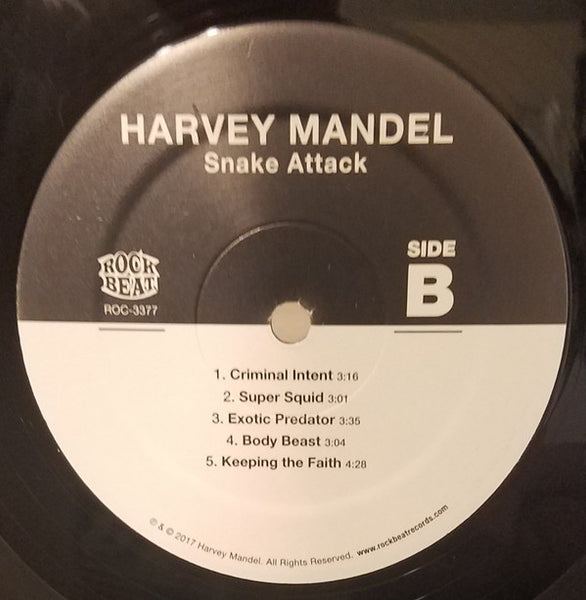 HARVEY MANDEL
Snake Attack
ROCK
BEAT
ROC-3377
SIDE
B
1. Criminal Intent 3:16
2. Super Squid 3:01
3. Exotic Predator 3:35
4. Body Beast 3:04
5. Keeping the Faith 4:28
℗ & © 2017 Harvey Mandel. All Rights Reserved. www.rockbeatrecords.com